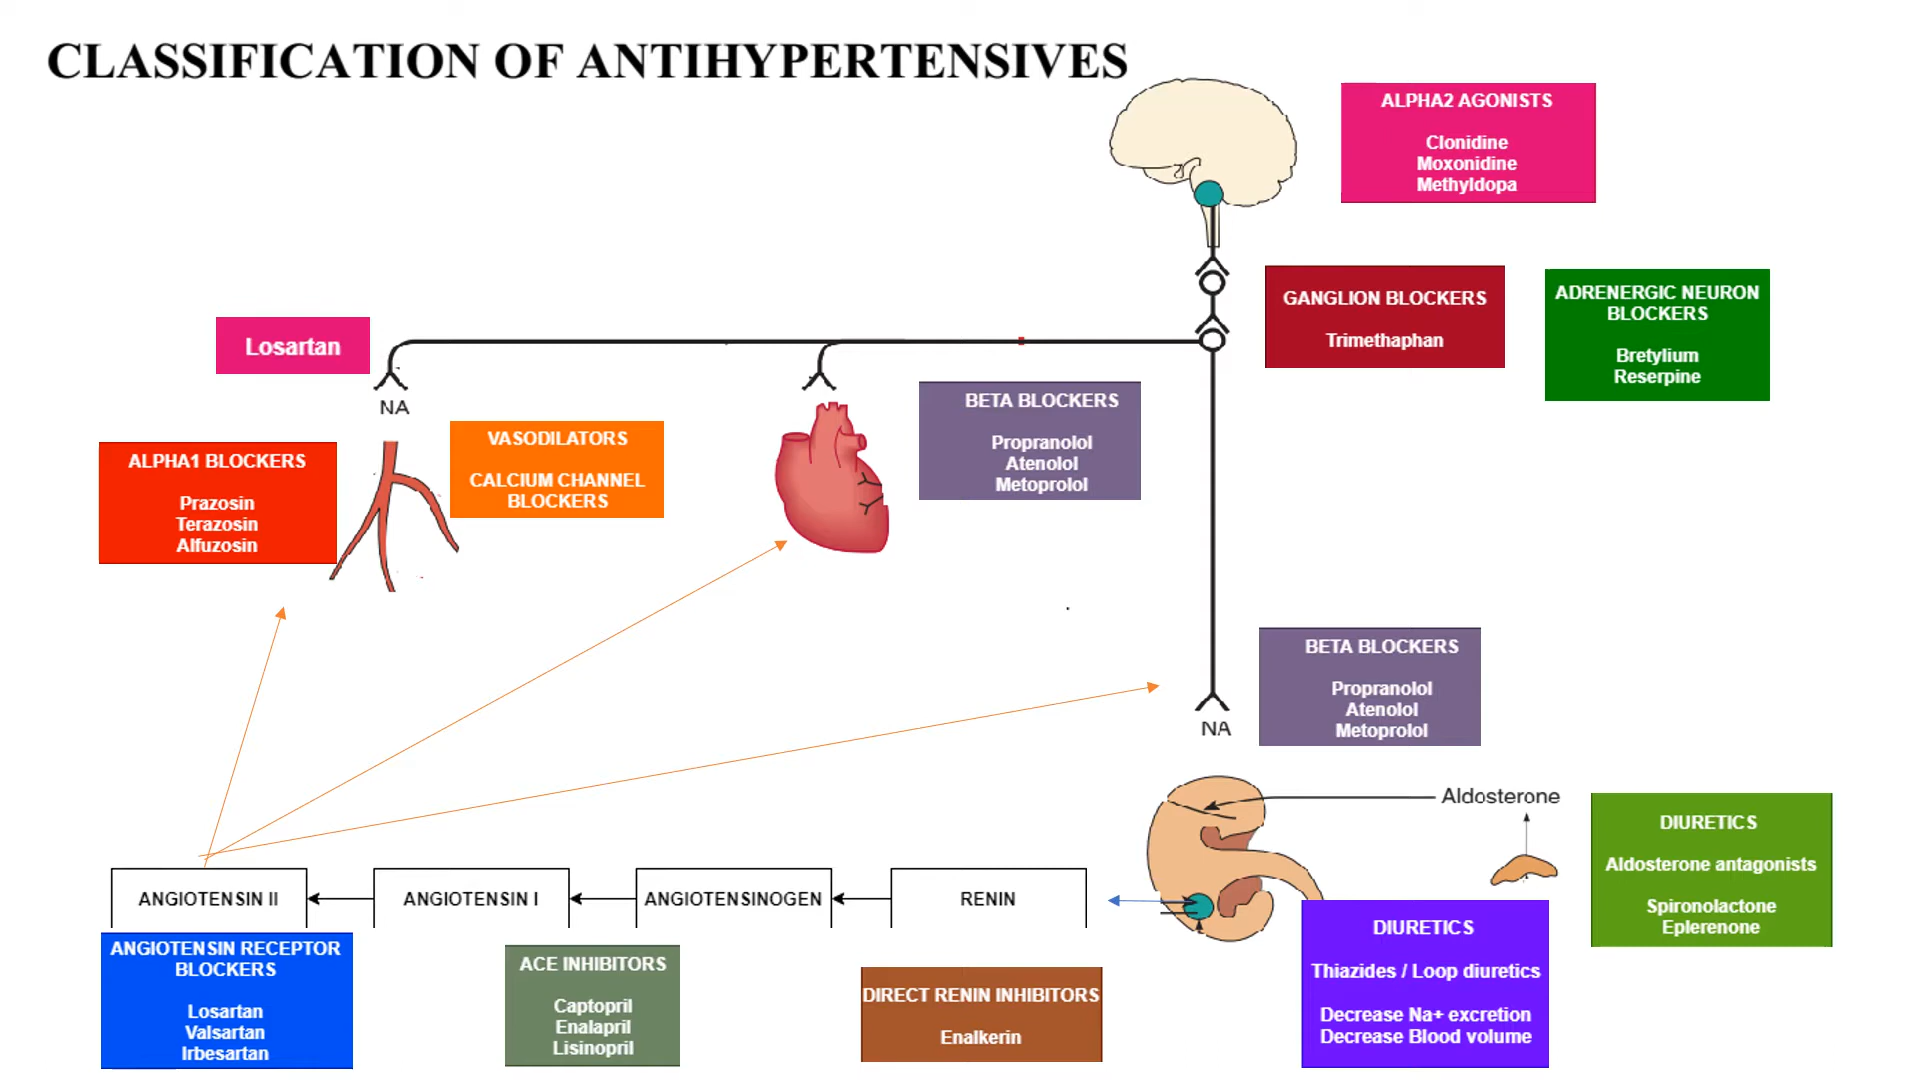 CLASSIFICATION OF ANTIHYPERTENSIVES
ALPHA2 AGONISTS
Clonidine
Moxonidine
Methyldopa
GANGLION BLOCKERS
Trimethaphan
ADRENERGIC NEURON
BLOCKERS
Bretylium
Reserpine
Losartan
NA
ALPHA1 BLOCKERS
Prazosin
Terazosin
Alfuzosin
VASODILATORS
CALCIUM CHANNEL
BLOCKERS
BETA BLOCKERS
Propranolol
Atenolol
Metoprolol
BETA BLOCKERS
Propranolol
Atenolol
Metoprolol
NA
Aldosterone
DIURETICS
Aldosterone antagonists
Spironolactone
Eplerenone
ANGIOTENSIN II
ANGIOTENSIN I
ANGIOTENSINOGEN
RENIN
ANGIOTENSIN RECEPTOR
BLOCKERS
Losartan
Valsartan
Irbesartan
ACE INHIBITORS
Captopril
Enalapril
Lisinopril
DIRECT RENIN INHIBITORS
Enalkerin
DIURETICS
Thiazides / Loop diuretics
Decrease Na+ excretion
Decrease Blood volume